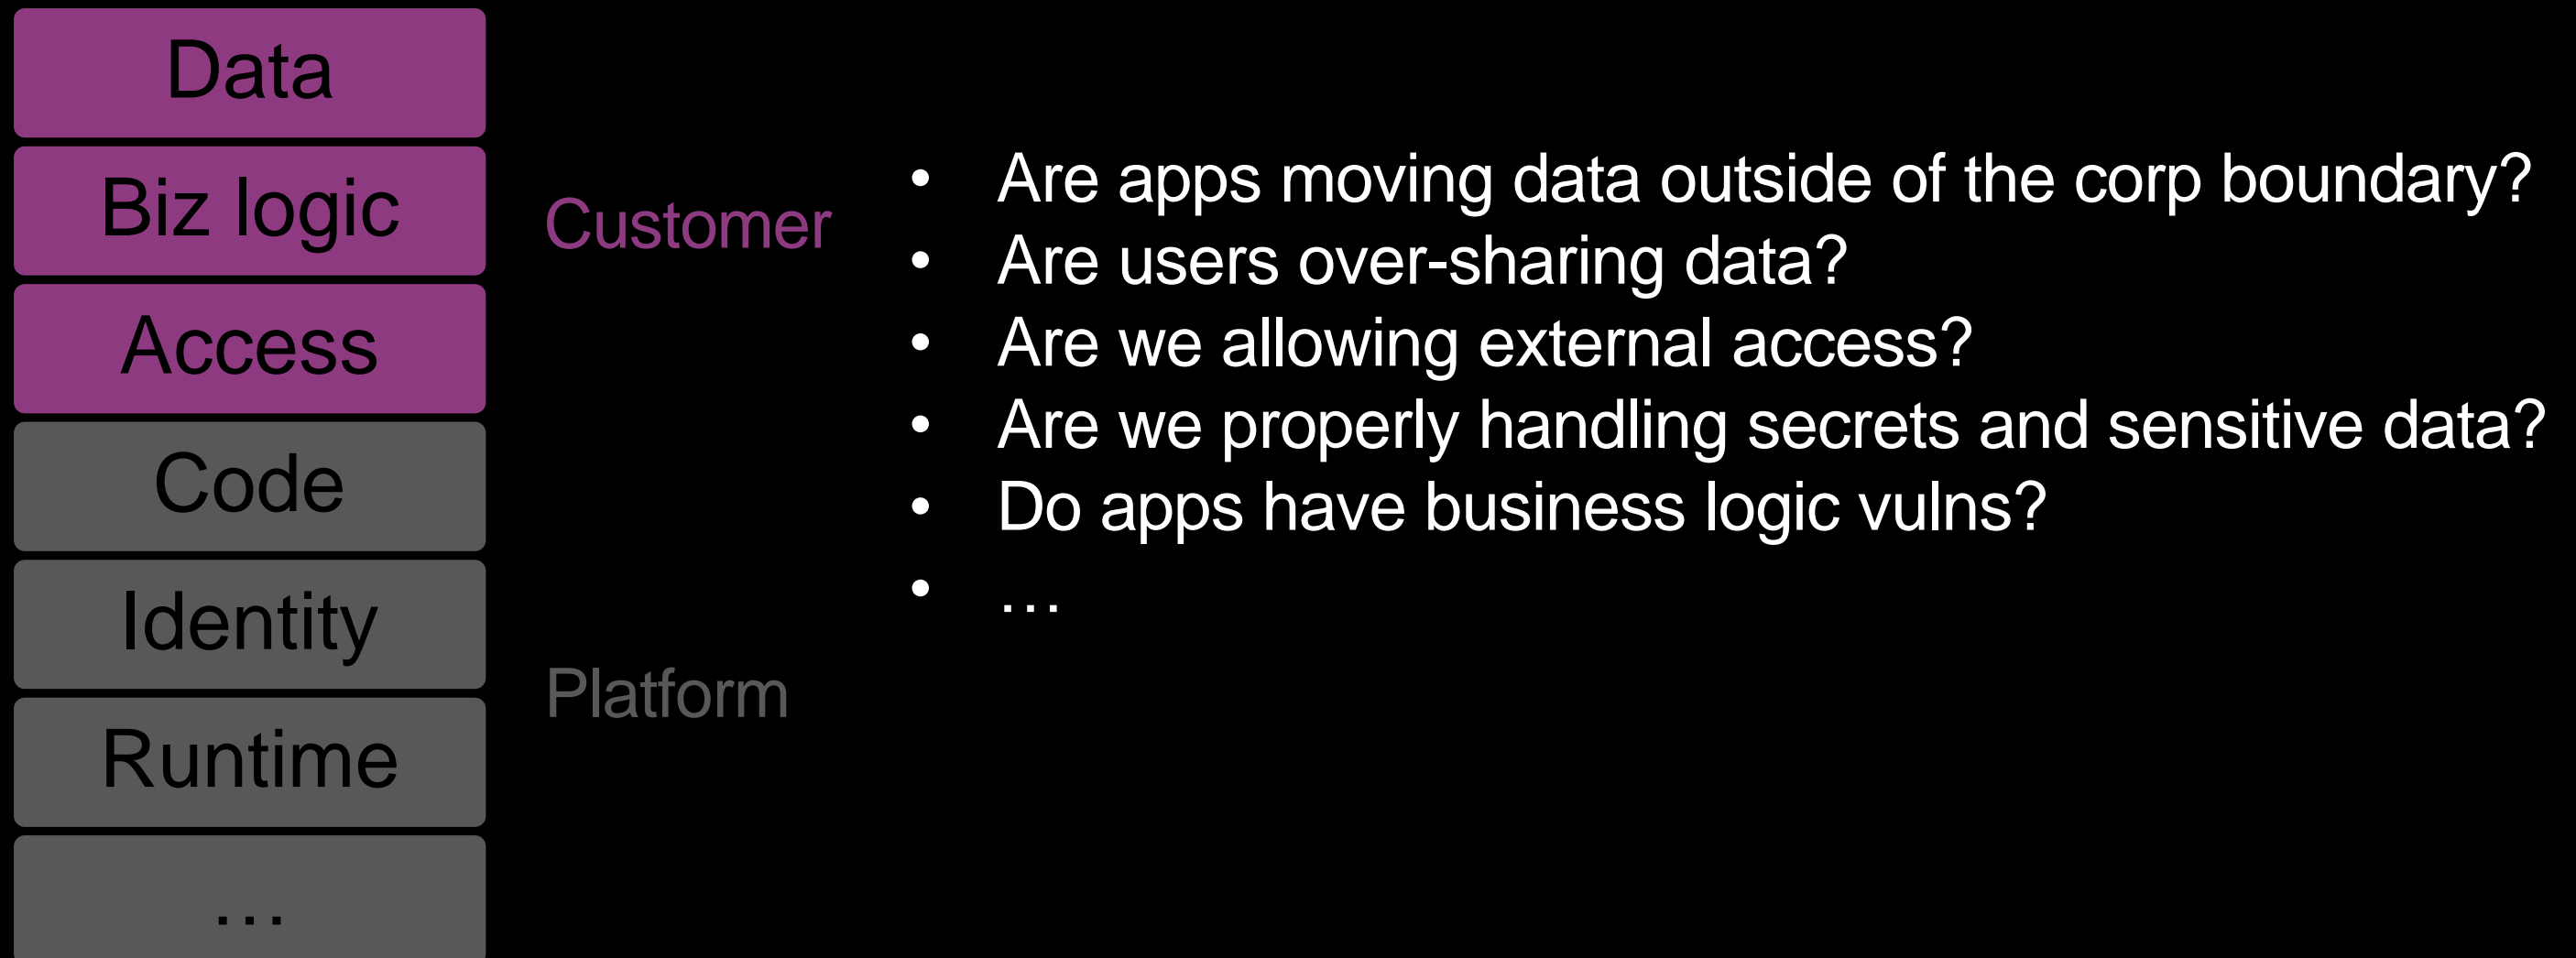 Data
Biz logic
Access
Code
Identity
Runtime
…
Customer
Platform
• Are apps moving data outside of the corp boundary?
• Are users over-sharing data?
• Are we allowing external access?
• Are we properly handling secrets and sensitive data?
• Do apps have business logic vulns?
• …